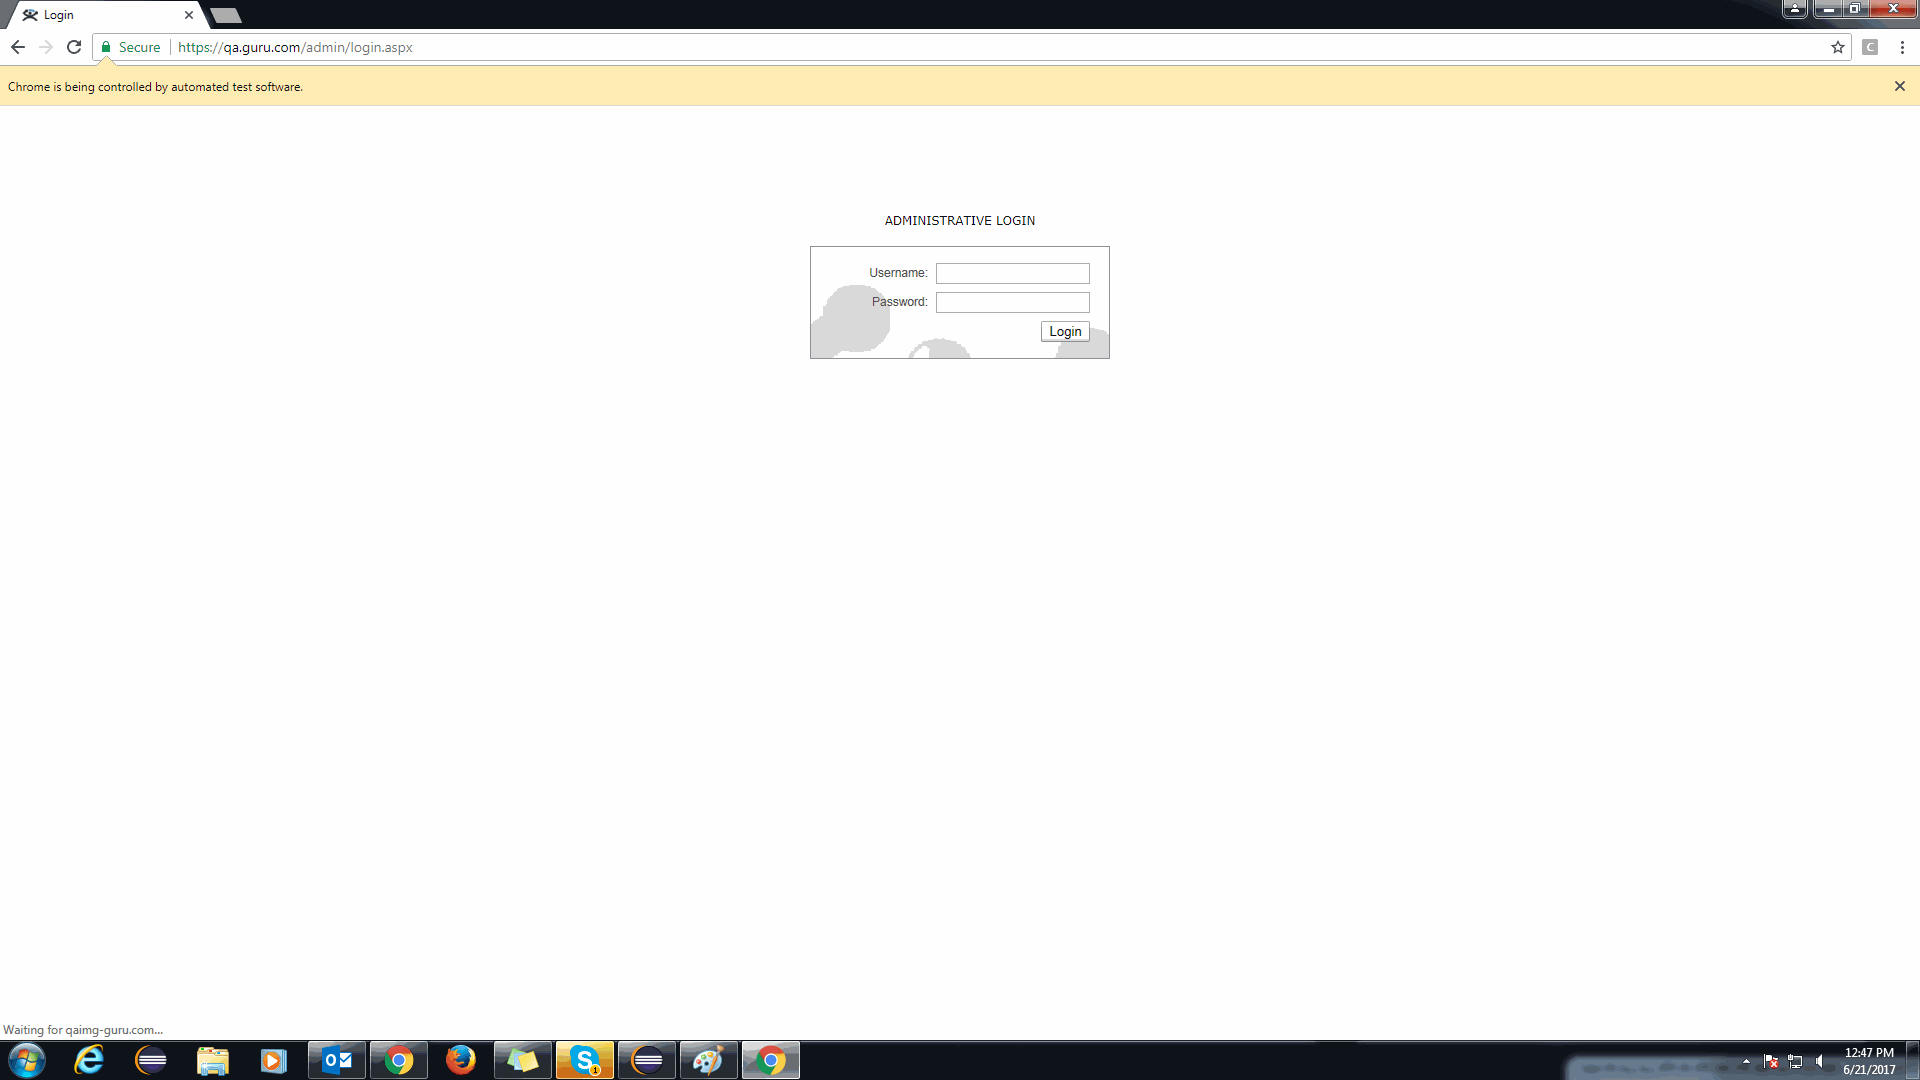 Login
Secure
https://qa.guru.com/admin/login.aspx
C
Chrome is being controlled by automated test software.
ADMINISTRATIVE LOGIN
Username:
Password:
Login
Waiting for qaimg-guru.com...
12:47 PM
6/21/2017